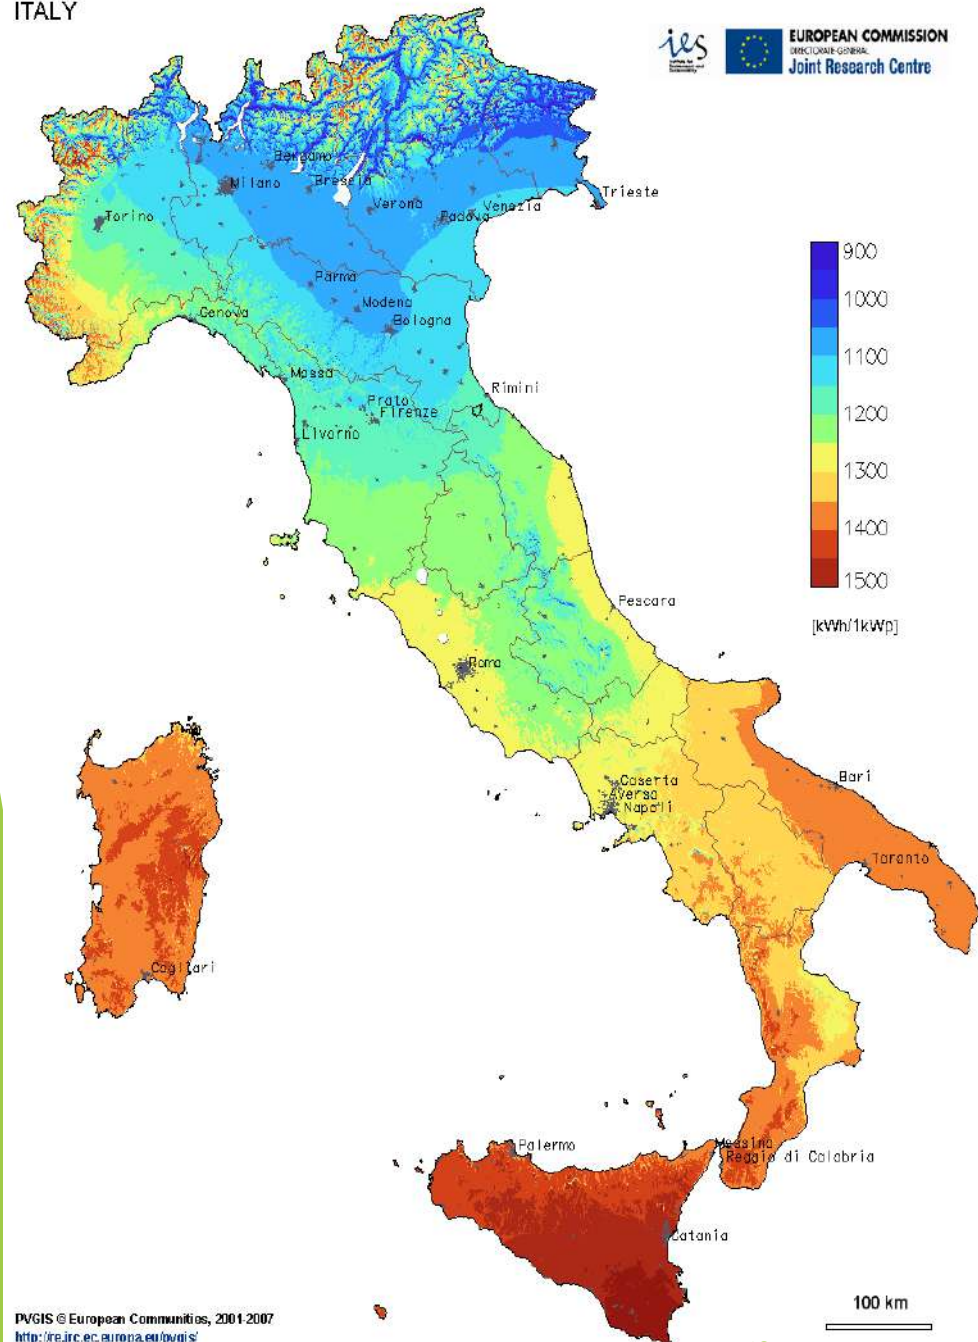 ITALY
ies
EUROPEAN COMMISSION
DIRECTORATE-GENERAL
Joint Research Centre
Bergamo
Milano
Brescia
Trieste
Verona
Venezia
Torino
Padova
900
Parma
1000
Modena
Genova
Bologna
1100
Massa
Rimini
Prato
Firenze
1200
Livorno
1300
1400
1500
Pescara
[kWh/1kWp]
Roma
Caserta
Bari
Aversa
Napoli
Taranto
Cagliari
Palermo
Messina
Reggio di Calabria
Catania
100 km
PVGIS © European Communities, 2001-2007
http://re.jrc.ec.europa.eu/pvgis/